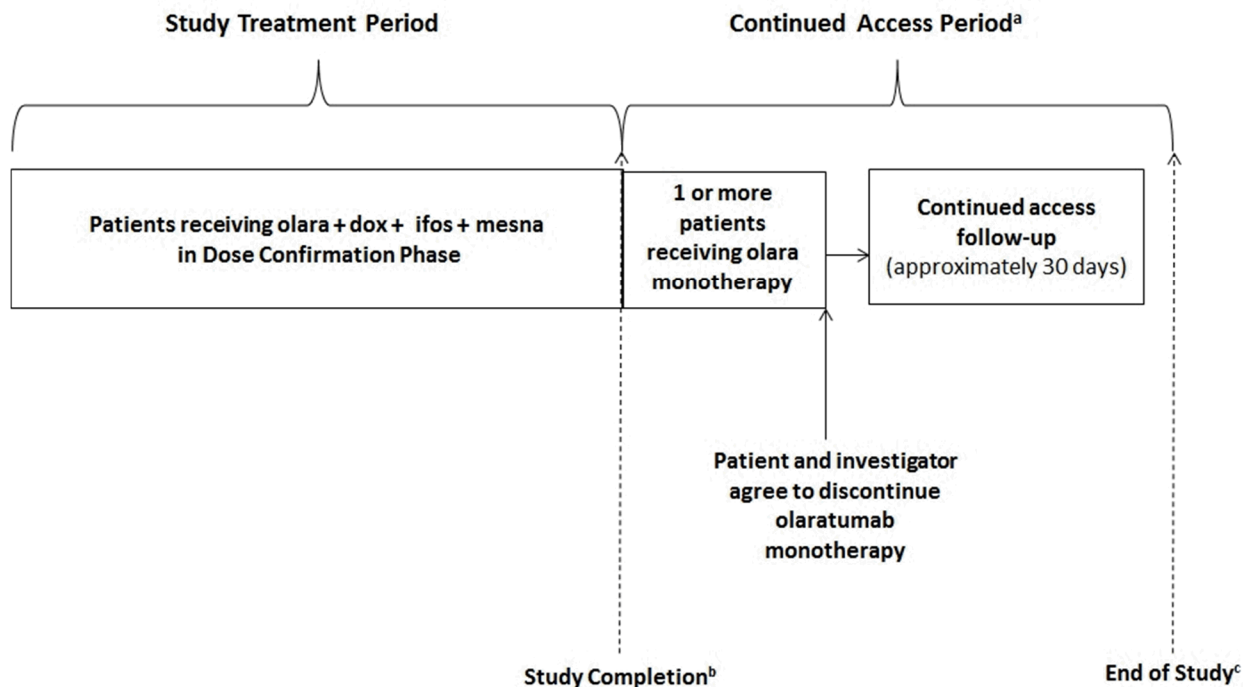 Study Treatment Period
Continued Access Periodᵃ
Patients receiving olara + dox + ifos + mesna
in Dose Confirmation Phase
1 or more
patients
receiving olara
monotherapy
Continued access
follow-up
(approximately 30 days)
Patient and investigator
agree to discontinue
olaratumab
monotherapy
Study Completionᵇ
End of Studyᶜ